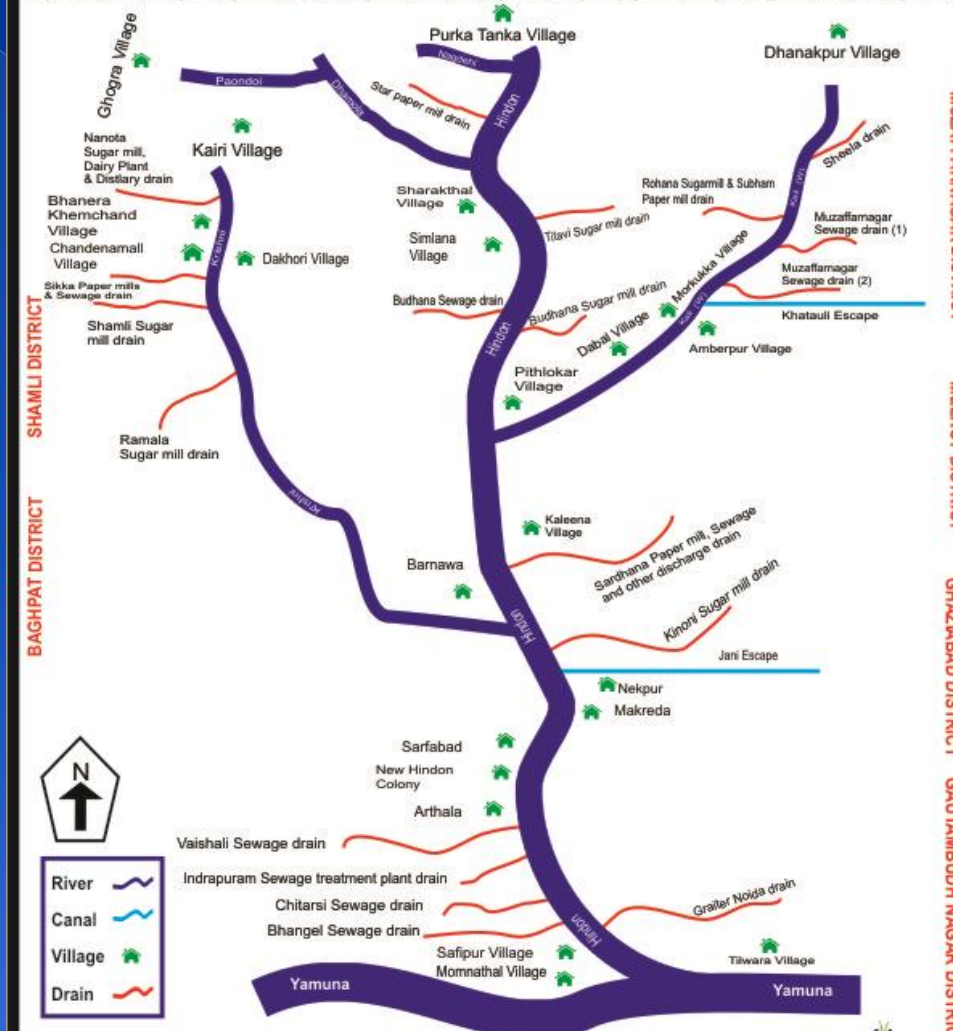 Purka Tanka Village
Ghogra Village
Dhanakpur Village
Paondoi
Dhamola
Nagdehi
Star paper mill drain
Hindon
Kairi Village
Nanota
Sugar mill,
Dairy Plant
& Distlary drain
Sheela drain
Kali (W)
Rohana Sugarmill & Subham
Paper mill drain
Sharakthal
Village
Bhanera
Khemchand
Village
Krishni
Titavi Sugar mill drain
Muzaffarnagar
Sewage drain (1)
Simlana
Village
Chandenamall
Village
Dakhori Village
Morkukka Village
Muzaffarnagar
Sewage drain (2)
Sikka Paper mills
& Sewage drain
Budhana Sewage drain
Budhana Sugar mill drain
Kali (W)
Khatauli Escape
Shamli Sugar
mill drain
Hindon
Dabal Village
Amberpur Village
SHAMLI DISTRICT
Pithlokar
Village
Ramala
Sugar mill drain
Krishni
BAGHPAT DISTRICT
Kaleena
Village
Sardhana Paper mill, Sewage
and other discharge drain
Barnawa
Hindon
Kinoni Sugar mill drain
Jani Escape
Nekpur
Makreda
Sarfabad
New Hindon
Colony
Arthala
N
Vaishali Sewage drain
Indrapuram Sewage treatment plant drain
Chitarsi Sewage drain
Bhangel Sewage drain
Hindon
Graiter Noida drain
Safipur Village
Momnathal Village
Tilwara Village
Yamuna
Yamuna
River
Canal
Village
Drain